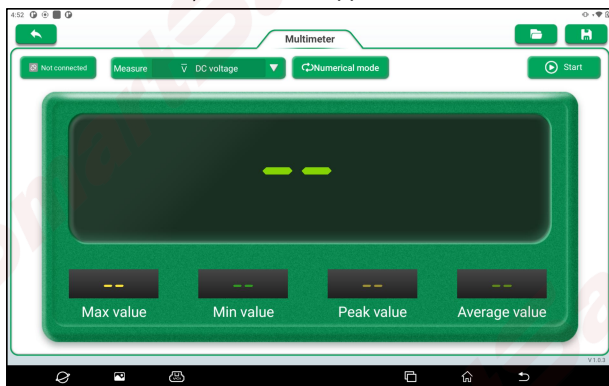 4:52
Multimeter
Not connected
Measure
V DC voltage
Numerical mode
Start
-- 
-- -- -- --
Max value Min value Peak value Average value
V 1.0.3